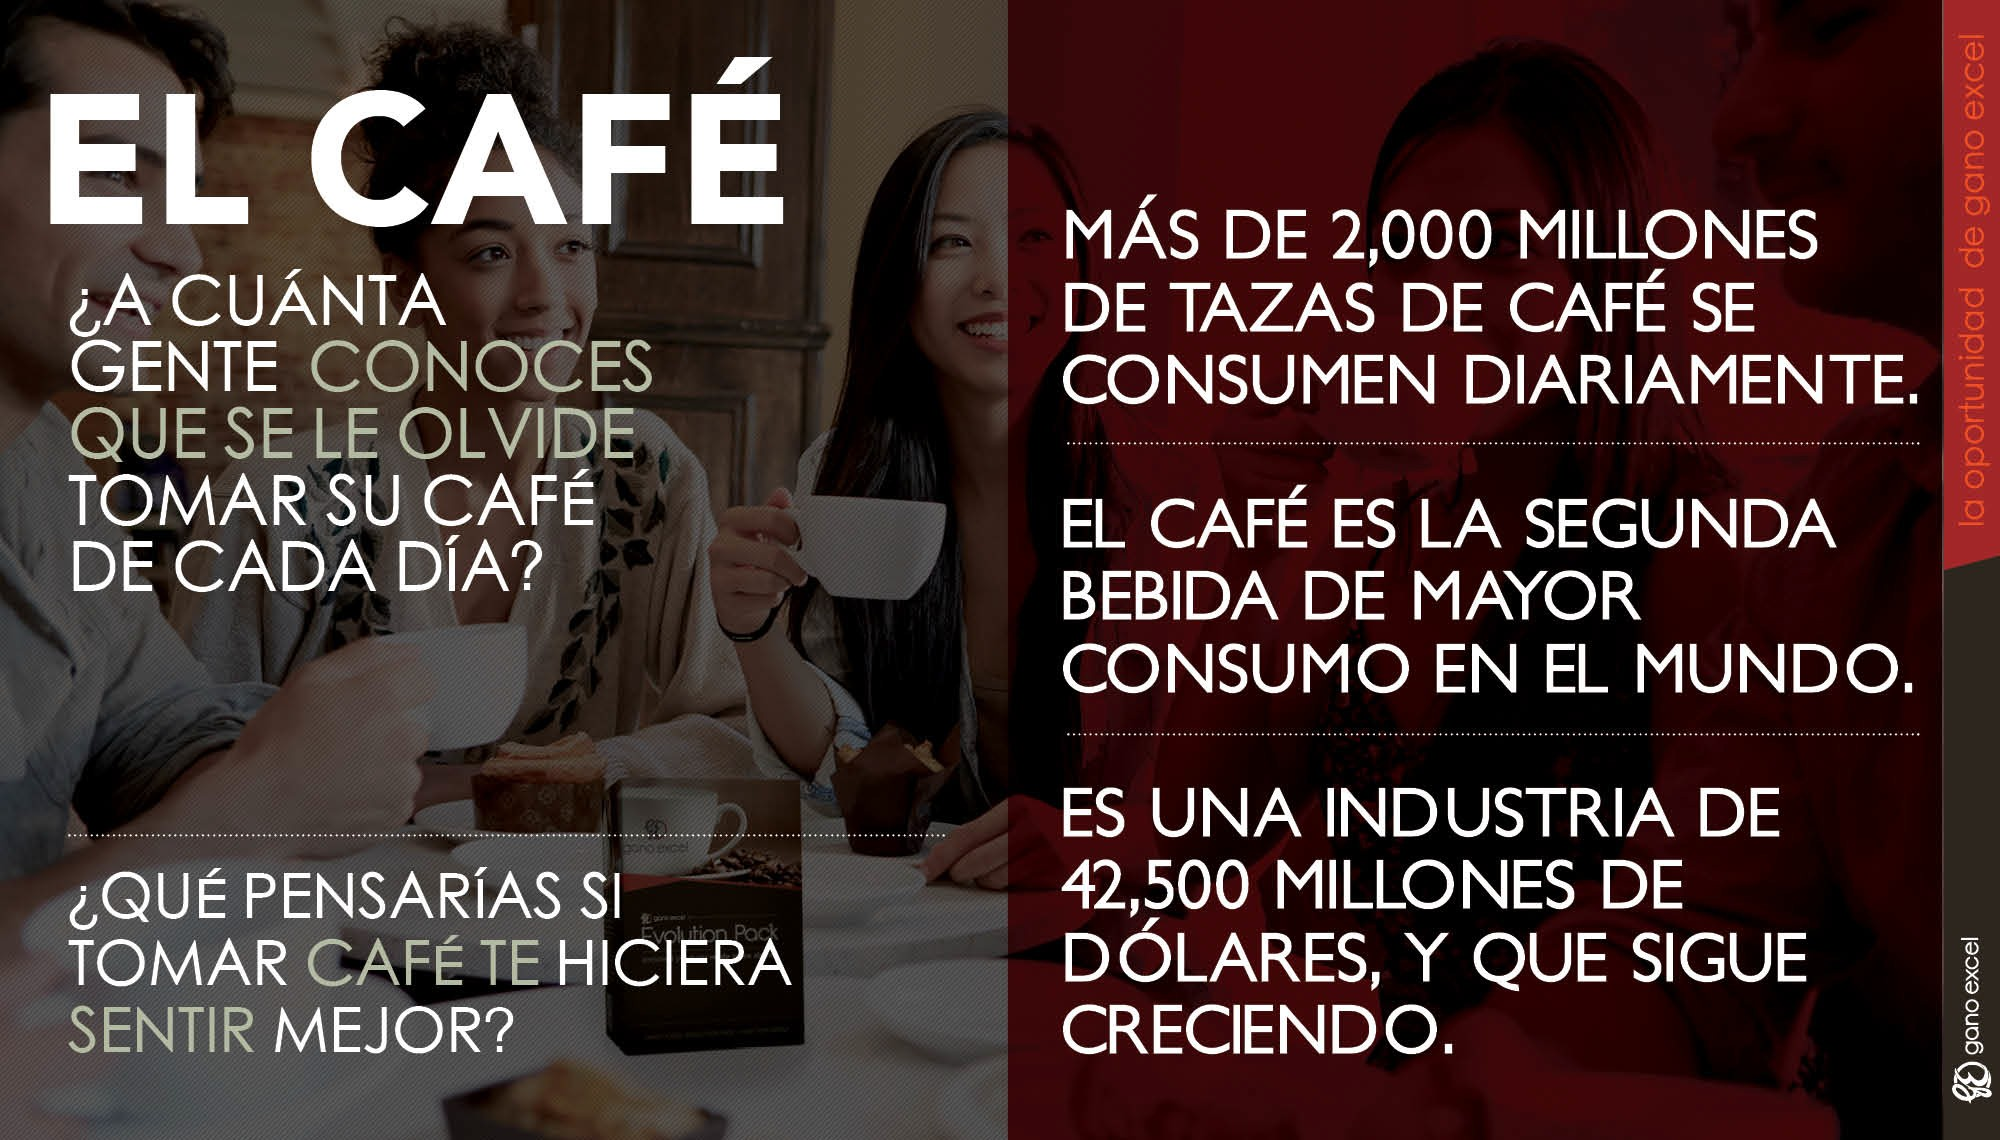 EL CAFÉ
¿A CUÁNTA
GENTE CONOCES
QUE SE LE OLVIDE
TOMAR SU CAFÉ
DE CADA DÍA?
gano excel
gano excel
Evolution Pack
¿QUÉ PENSARÍAS SI
TOMAR CAFÉ TE HICIERA
SENTIR MEJOR?
MÁS DE 2,000 MILLONES
DE TAZAS DE CAFÉ SE
CONSUMEN DIARIAMENTE.
EL CAFÉ ES LA SEGUNDA
BEBIDA DE MAYOR
CONSUMO EN EL MUNDO.
ES UNA INDUSTRIA DE
42,500 MILLONES DE
DÓLARES, Y QUE SIGUE
CRECIENDO.
la oportunidad de gano excel
gano excel